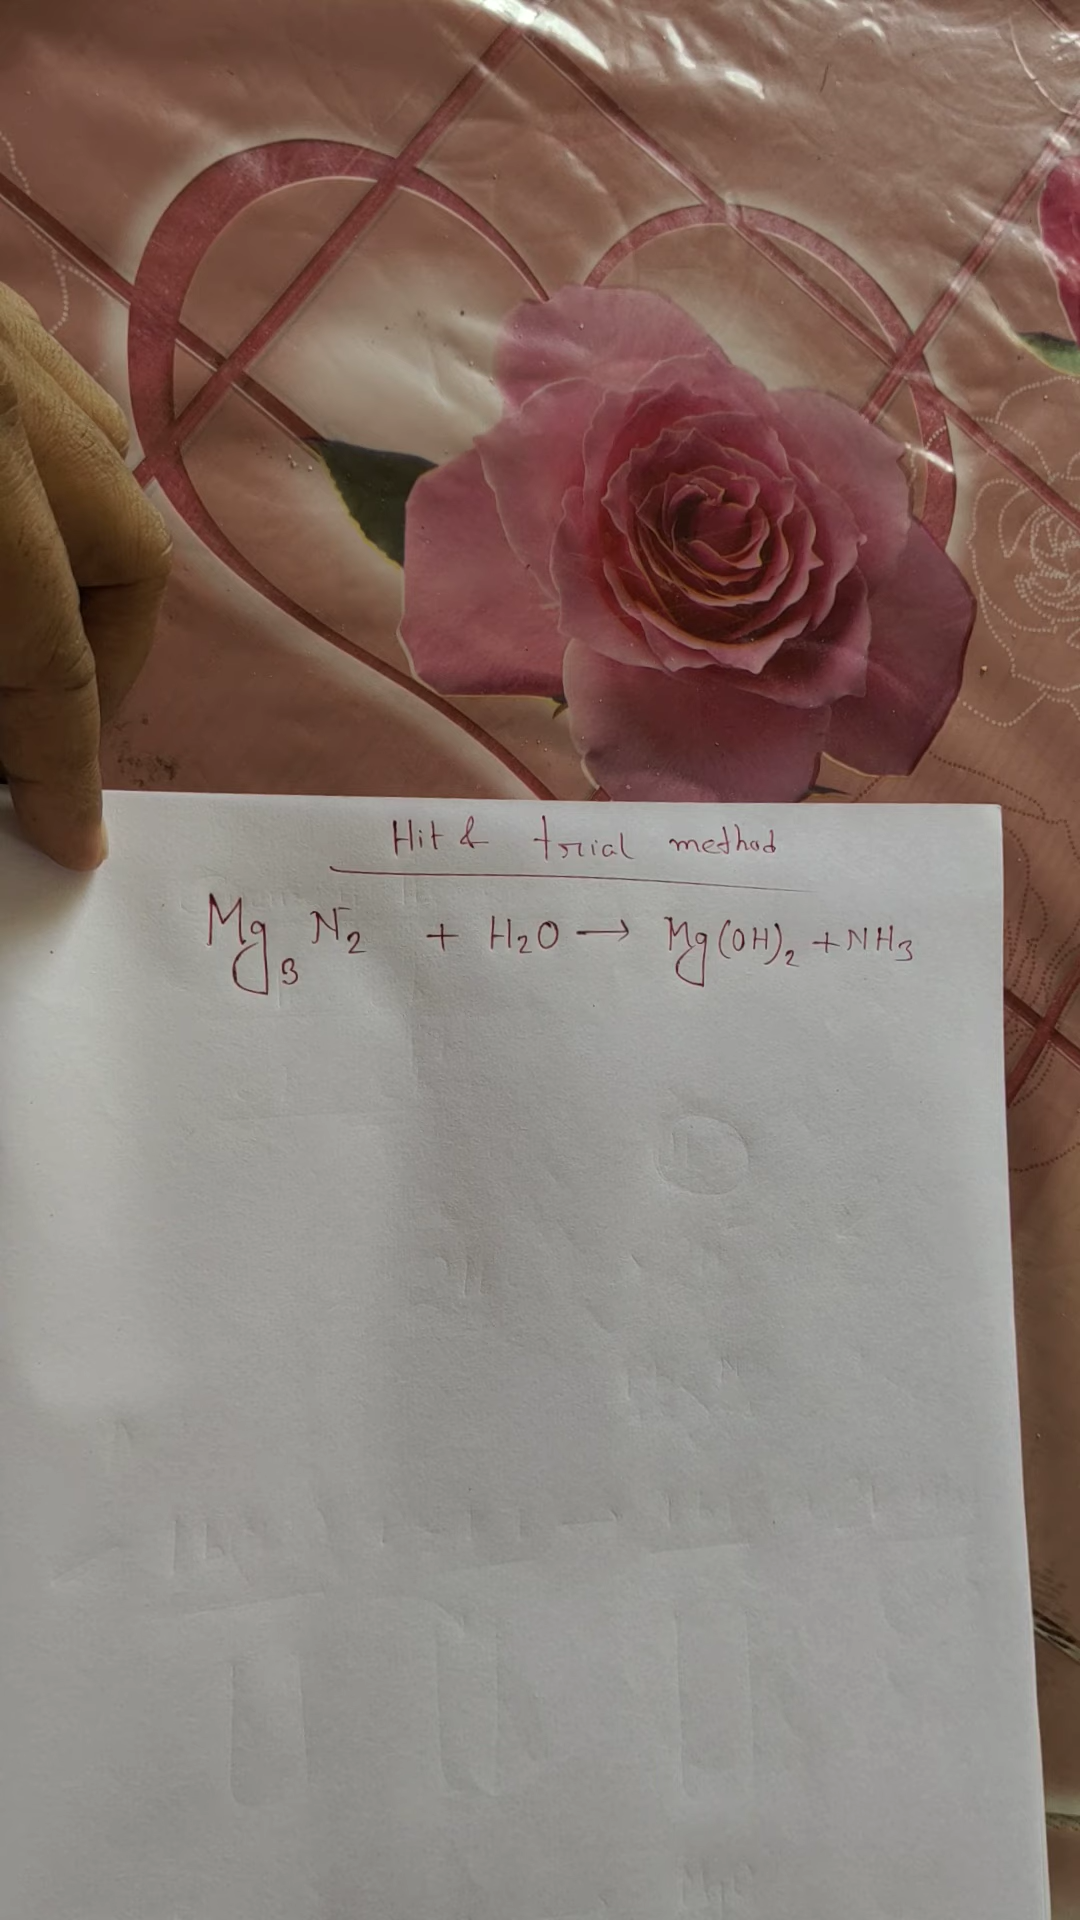 Hit & trial method
Mg₃N₂ + H₂O → Mg(OH)₂ + NH₃